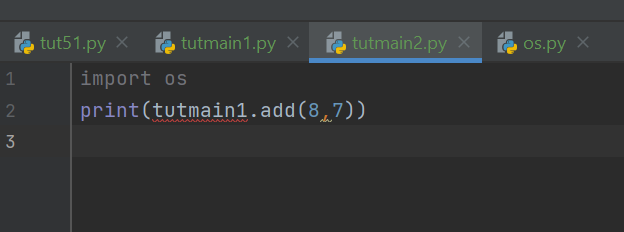 tut51.py tutmain1.py tutmain2.py os.py
1 import os
2 print(tutmain1.add(8,7))
3